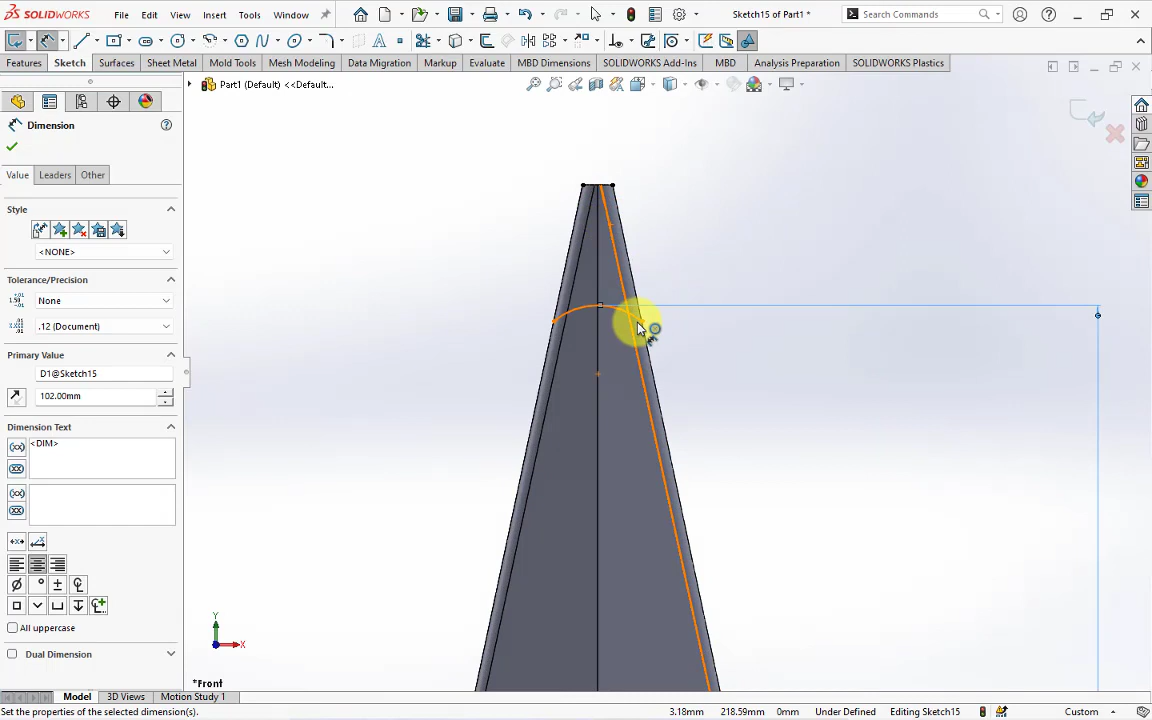 SOLIDWORKS File Edit View Insert Tools Window Sketch15 of Part1 * Search Commands
Features Sketch Surfaces Sheet Metal Mold Tools Mesh Modeling Data Migration Markup Evaluate MBD Dimensions SOLIDWORKS Add-Ins MBD Analysis Preparation SOLIDWORKS Plastics
Part1 (Default) <<Default...
Dimension
Value Leaders Other
Style
<NONE>
Tolerance/Precision
None
.12 (Document)
Primary Value
D1@Sketch15
102.00mm
Dimension Text
<DIM>
All uppercase
Dual Dimension
Y
X
*Front
Model 3D Views Motion Study 1
Set the properties of the selected dimension(s). 3.18mm 218.59mm 0mm Under Defined Editing Sketch15 Custom